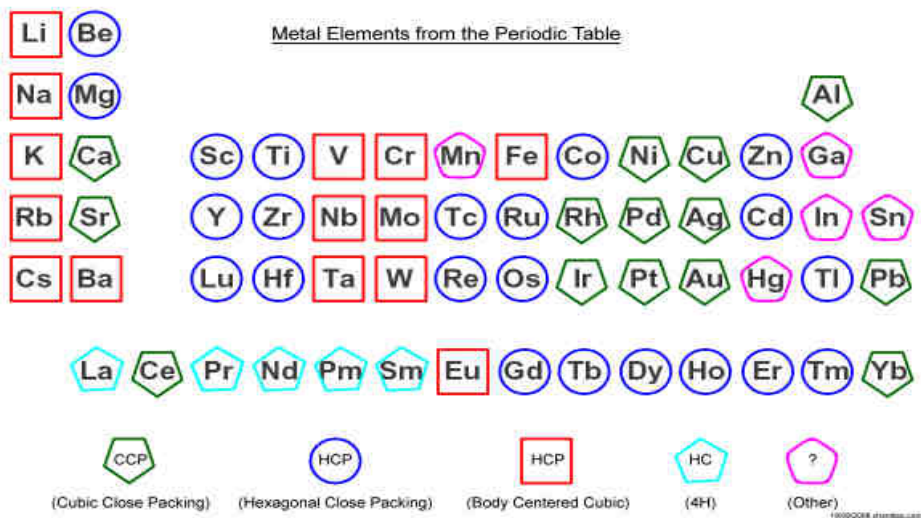 Metal Elements from the Periodic Table
Li Be
Na Mg Al
K Ca Sc Ti V Cr Mn Fe Co Ni Cu Zn Ga
Rb Sr Y Zr Nb Mo Tc Ru Rh Pd Ag Cd In Sn
Cs Ba Lu Hf Ta W Re Os Ir Pt Au Hg Tl Pb
La Ce Pr Nd Pm Sm Eu Gd Tb Dy Ho Er Tm Yb
CCP HCP HCP HC ?
(Cubic Close Packing) (Hexagonal Close Packing) (Body Centered Cubic) (4H) (Other)